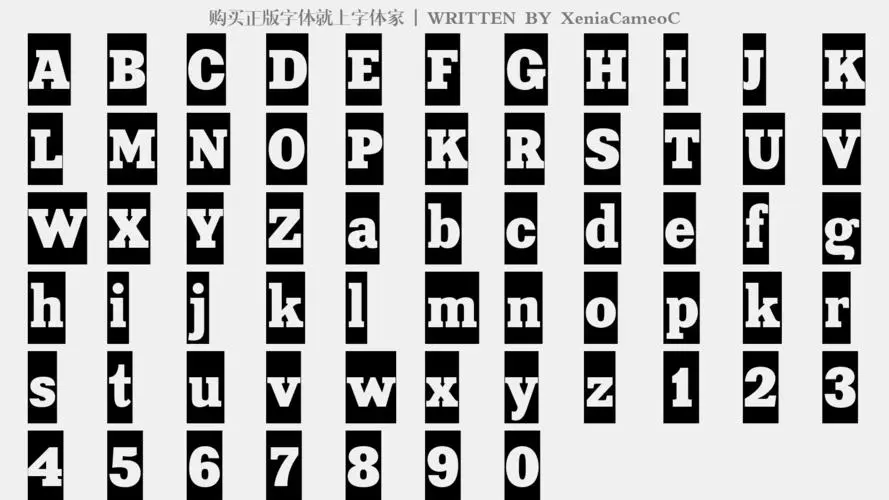 购买正版字体就上字体家 | WRITTEN BY XeniaCameoC
A B C D E F G H I J K
L M N O P K R S T U V
W X Y Z a b c d e f g
h i j k l m n o p k r
s t u v w x y z 1 2 3
4 5 6 7 8 9 0